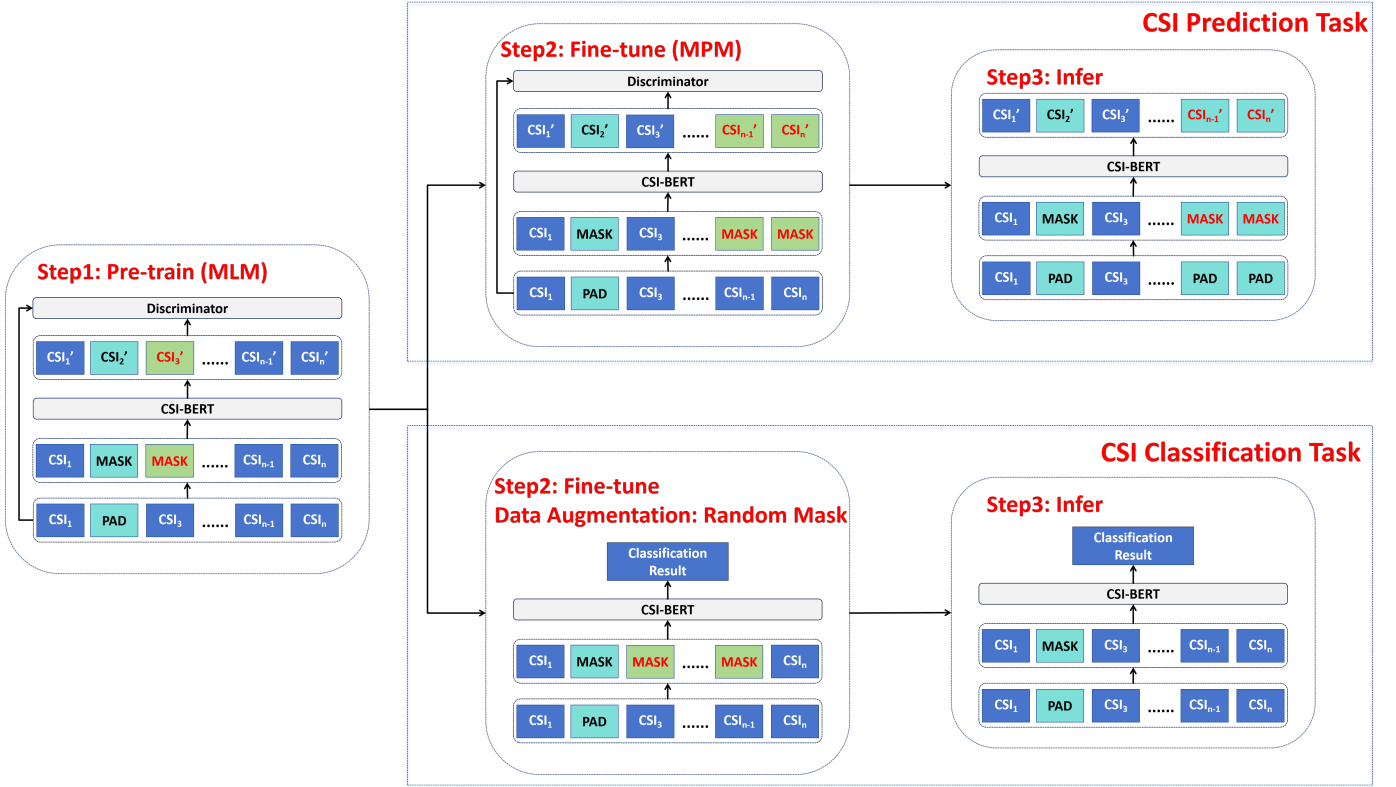 CSI Prediction Task
Step2: Fine-tune (MPM)
Discriminator
CSI₁’ CSI₂’ CSI₃’ ...... CSIₙ₋₁’ CSIₙ’
CSI-BERT
CSI₁ MASK CSI₃ ...... MASK MASK
CSI₁ PAD CSI₃ ...... CSIₙ₋₁ CSIₙ
Step3: Infer
CSI₁’ CSI₂’ CSI₃’ ...... CSIₙ₋₁’ CSIₙ’
CSI-BERT
CSI₁ MASK CSI₃ ...... MASK MASK
CSI₁ PAD CSI₃ ...... PAD PAD
Step1: Pre-train (MLM)
Discriminator
CSI₁’ CSI₂’ CSI₃’ ...... CSIₙ₋₁’ CSIₙ’
CSI-BERT
CSI₁ MASK MASK ...... CSIₙ₋₁ CSIₙ
CSI₁ PAD CSI₃ ...... CSIₙ₋₁ CSIₙ
CSI Classification Task
Step2: Fine-tune
Data Augmentation: Random Mask
Classification
Result
CSI-BERT
CSI₁ MASK MASK ...... MASK CSIₙ
CSI₁ PAD CSI₃ ...... CSIₙ₋₁ CSIₙ
Step3: Infer
Classification
Result
CSI-BERT
CSI₁ MASK CSI₃ ...... CSIₙ₋₁ CSIₙ
CSI₁ PAD CSI₃ ...... CSIₙ₋₁ CSIₙ